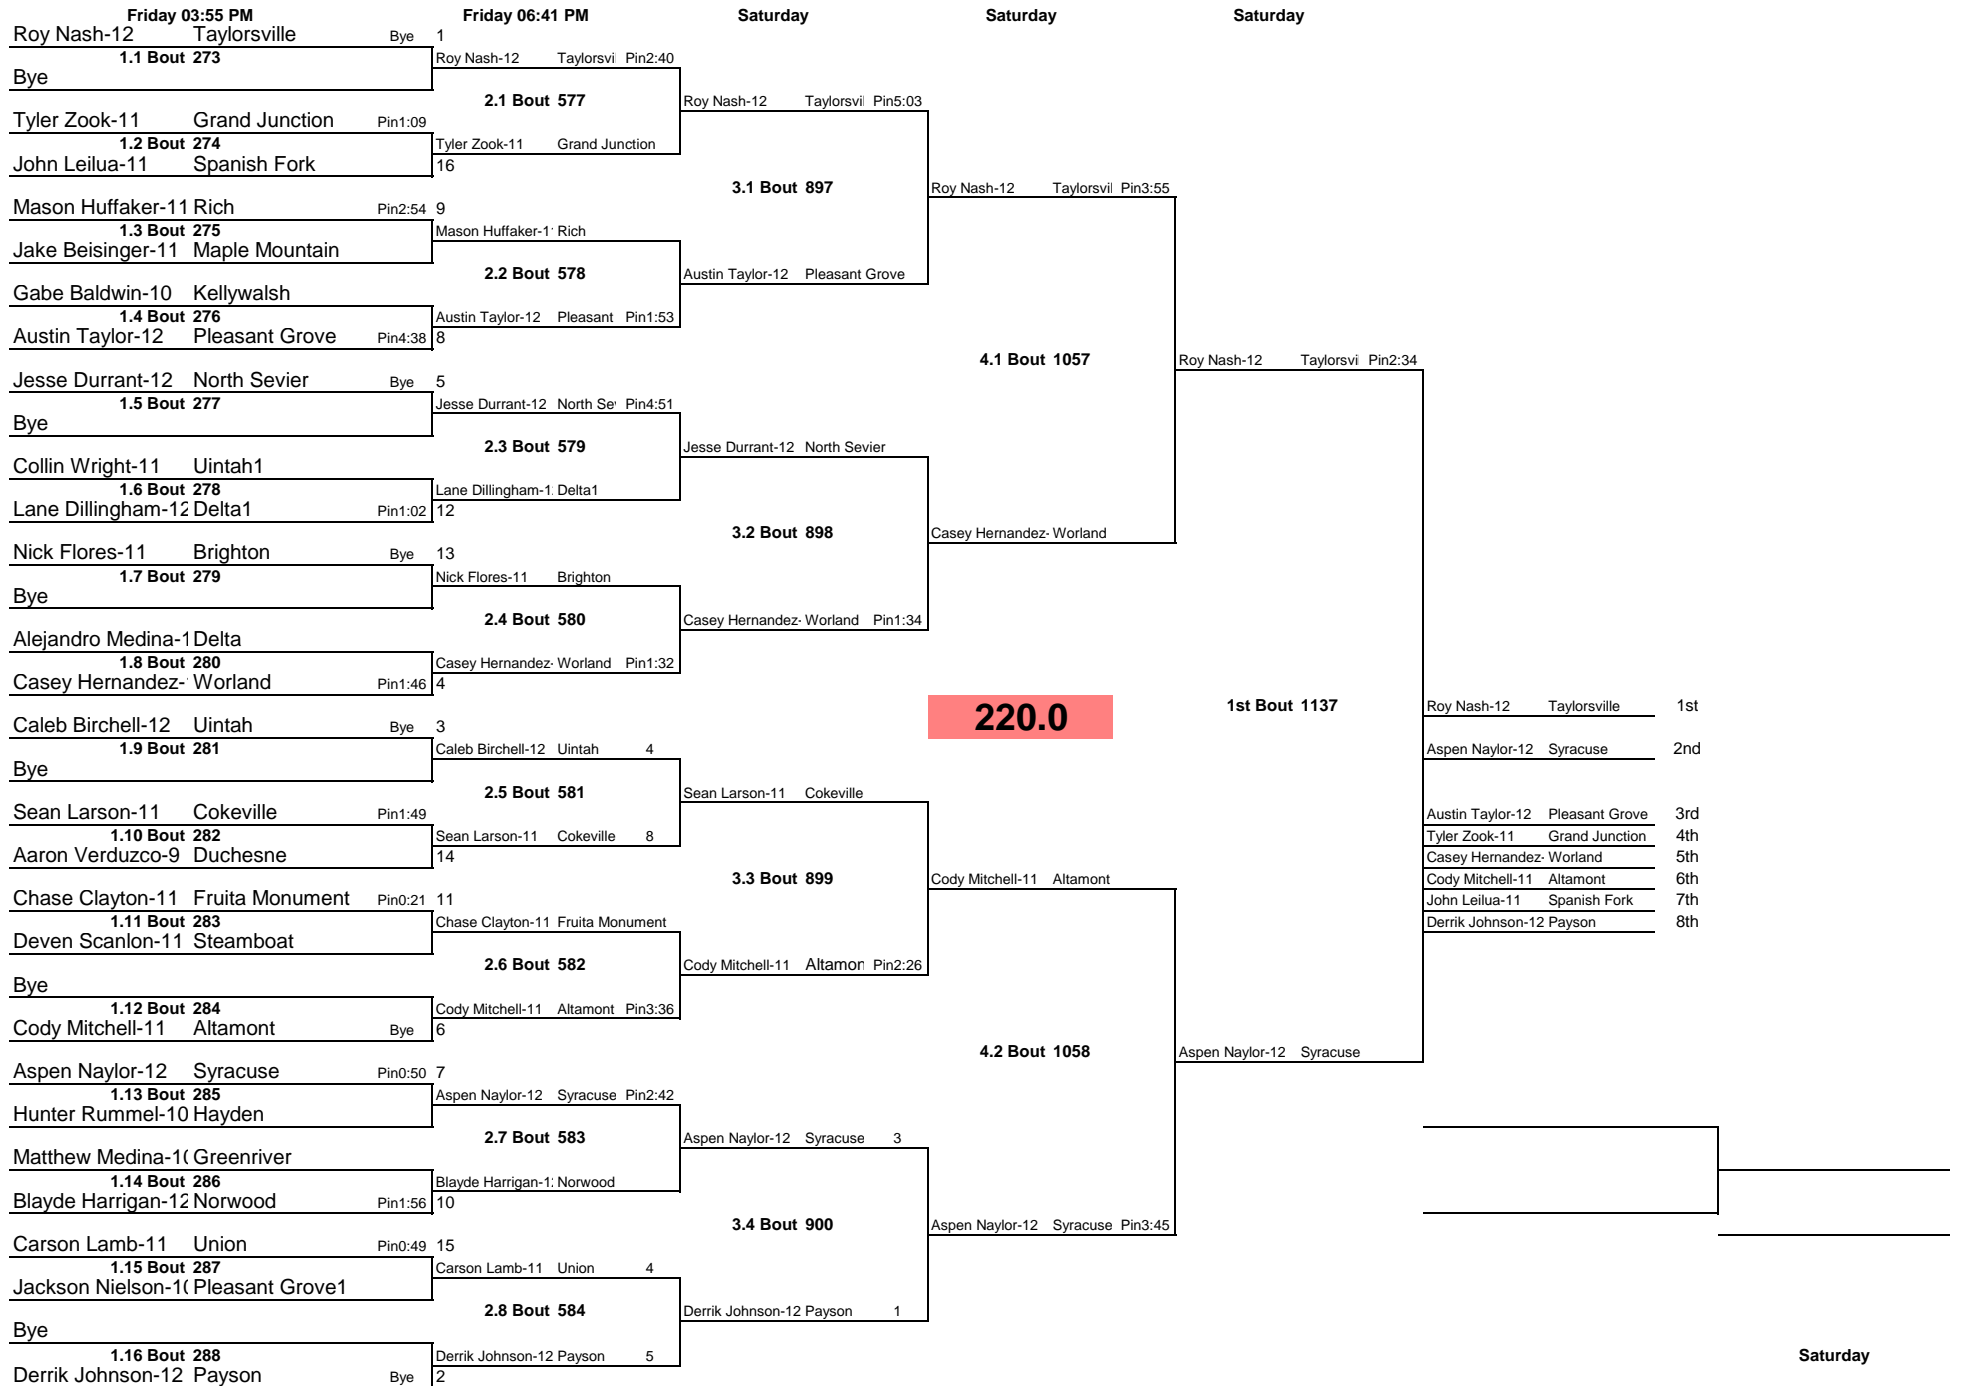 Friday 03:55 PM Friday 06:41 PM Saturday Saturday Saturday
Roy Nash-12 Taylorsville Bye 1
1.1 Bout 273 Roy Nash-12 Taylorsvil Pin2:40
Bye
2.1 Bout 577 Roy Nash-12 Taylorsvil Pin5:03
Tyler Zook-11 Grand Junction Pin1:09
1.2 Bout 274 Tyler Zook-11 Grand Junction
John Leilua-11 Spanish Fork 16
3.1 Bout 897 Roy Nash-12 Taylorsvil Pin3:55
Mason Huffaker-11 Rich Pin2:54 9
1.3 Bout 275 Mason Huffaker-1 Rich
Jake Beisinger-11 Maple Mountain
2.2 Bout 578 Austin Taylor-12 Pleasant Grove
Gabe Baldwin-10 Kellywalsh
1.4 Bout 276 Austin Taylor-12 Pleasant Pin1:53
Austin Taylor-12 Pleasant Grove Pin4:38 8
4.1 Bout 1057 Roy Nash-12 Taylorsvil Pin2:34
Jesse Durrant-12 North Sevier Bye 5
1.5 Bout 277 Jesse Durrant-12 North Se Pin4:51
Bye
2.3 Bout 579 Jesse Durrant-12 North Sevier
Collin Wright-11 Uintah1
1.6 Bout 278 Lane Dillingham-1 Delta1
Lane Dillingham-12 Delta1 Pin1:02 12
3.2 Bout 898 Casey Hernandez- Worland
Nick Flores-11 Brighton Bye 13
1.7 Bout 279 Nick Flores-11 Brighton
Bye
2.4 Bout 580 Casey Hernandez- Worland Pin1:34
Alejandro Medina-1 Delta
1.8 Bout 280 Casey Hernandez- Worland Pin1:32
Casey Hernandez- Worland Pin1:46 4
220.0 1st Bout 1137 Roy Nash-12 Taylorsville 1st
Caleb Birchell-12 Uintah Bye 3
1.9 Bout 281 Caleb Birchell-12 Uintah 4 Aspen Naylor-12 Syracuse 2nd
Bye
2.5 Bout 581 Sean Larson-11 Cokeville
Sean Larson-11 Cokeville Pin1:49 Austin Taylor-12 Pleasant Grove 3rd
1.10 Bout 282 Sean Larson-11 Cokeville 8 Tyler Zook-11 Grand Junction 4th
Aaron Verduzco-9 Duchesne 14 Casey Hernandez- Worland 5th
3.3 Bout 899 Cody Mitchell-11 Altamont Cody Mitchell-11 Altamont 6th
Chase Clayton-11 Fruita Monument Pin0:21 11 John Leilua-11 Spanish Fork 7th
1.11 Bout 283 Chase Clayton-11 Fruita Monument Derrik Johnson-12 Payson 8th
Deven Scanlon-11 Steamboat
2.6 Bout 582 Cody Mitchell-11 Altamon Pin2:26
Bye
1.12 Bout 284 Cody Mitchell-11 Altamont Pin3:36
Cody Mitchell-11 Altamont Bye 6
4.2 Bout 1058 Aspen Naylor-12 Syracuse
Aspen Naylor-12 Syracuse Pin0:50 7
1.13 Bout 285 Aspen Naylor-12 Syracuse Pin2:42
Hunter Rummel-10 Hayden
2.7 Bout 583 Aspen Naylor-12 Syracuse 3
Matthew Medina-10 Greenriver
1.14 Bout 286 Blayde Harrigan-1 Norwood
Blayde Harrigan-12 Norwood Pin1:56 10
3.4 Bout 900 Aspen Naylor-12 Syracuse Pin3:45
Carson Lamb-11 Union Pin0:49 15
1.15 Bout 287 Carson Lamb-11 Union 4
Jackson Nielson-10 Pleasant Grove1
2.8 Bout 584 Derrik Johnson-12 Payson 1
Bye
1.16 Bout 288 Derrik Johnson-12 Payson 5 Saturday
Derrik Johnson-12 Payson Bye 2